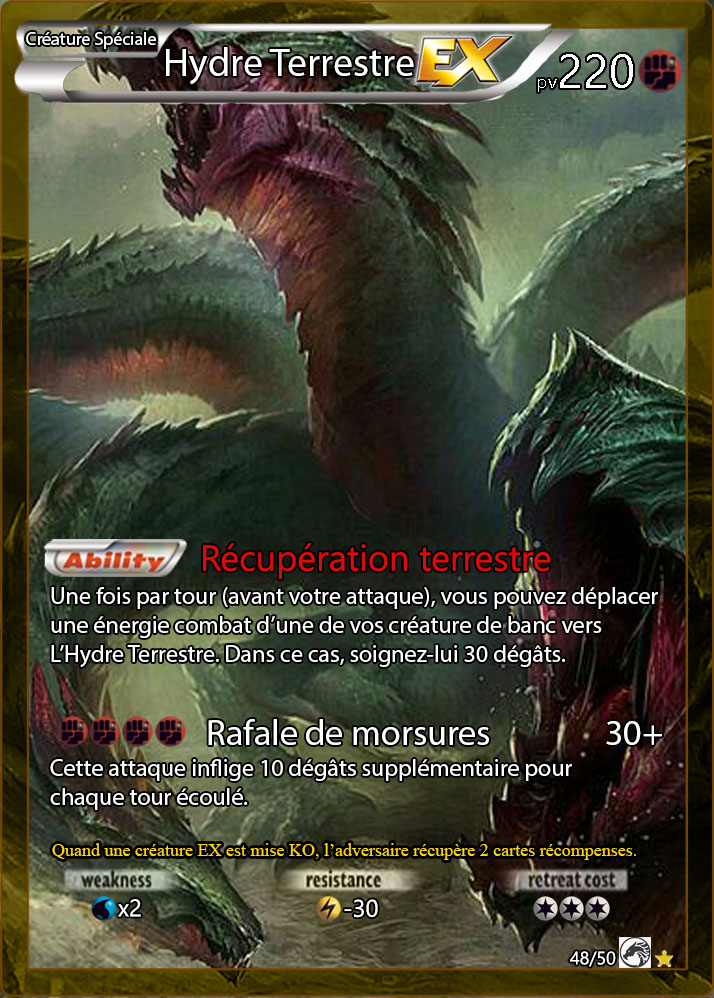 Créature Spéciale
Hydre Terrestre EX
pv 220
Ability Récupération terrestre
Une fois par tour (avant votre attaque), vous pouvez déplacer
une énergie combat d'une de vos créature de banc vers
L'Hydre Terrestre. Dans ce cas, soignez-lui 30 dégâts.
Rafale de morsures 30+
Cette attaque inflige 10 dégâts supplémentaire pour
chaque tour écoulé.
Quand une créature EX est mise KO, l'adversaire récupère 2 cartes récompenses.
weakness resistance retreat cost
x2 -30
48/50